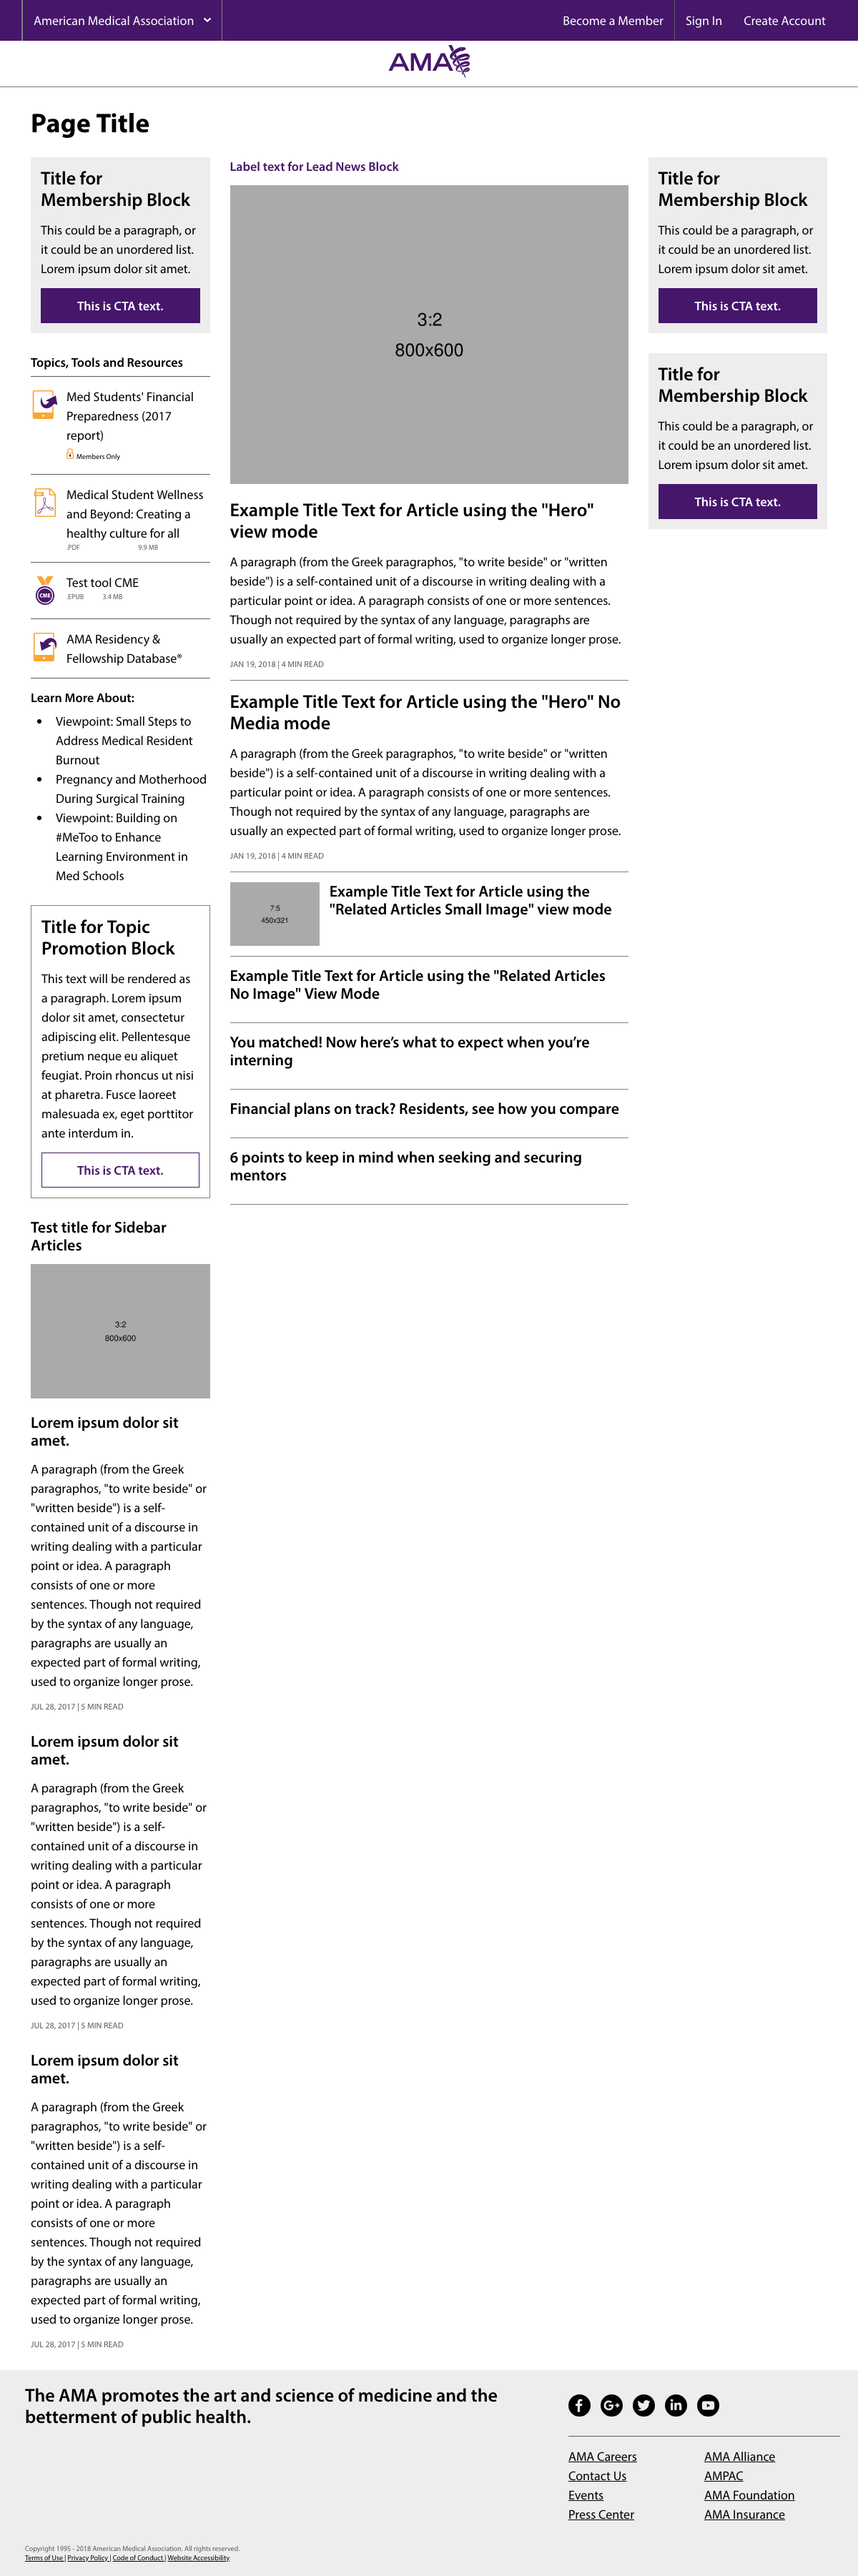 American Medical Association
Become a Member
Sign In
Create Account
AMA
Page Title
Title for
Membership Block
This could be a paragraph, or
it could be an unordered list.
Lorem ipsum dolor sit amet.
This is CTA text.
Topics, Tools and Resources
Med Students' Financial
Preparedness (2017
report)
Members Only
Medical Student Wellness
and Beyond: Creating a
healthy culture for all
.PDF 9.9 MB
CME
Test tool CME
.EPUB 3.4 MB
AMA Residency &
Fellowship Database®
Learn More About:
• Viewpoint: Small Steps to
Address Medical Resident
Burnout
• Pregnancy and Motherhood
During Surgical Training
• Viewpoint: Building on
#MeToo to Enhance
Learning Environment in
Med Schools
Title for Topic
Promotion Block
This text will be rendered as
a paragraph. Lorem ipsum
dolor sit amet, consectetur
adipiscing elit. Pellentesque
pretium neque eu aliquet
feugiat. Proin rhoncus ut nisi
at pharetra. Fusce laoreet
malesuada ex, eget porttitor
ante interdum in.
This is CTA text.
Test title for Sidebar
Articles
3:2
800x600
Lorem ipsum dolor sit
amet.
A paragraph (from the Greek
paragraphos, "to write beside" or
"written beside") is a self-
contained unit of a discourse in
writing dealing with a particular
point or idea. A paragraph
consists of one or more
sentences. Though not required
by the syntax of any language,
paragraphs are usually an
expected part of formal writing,
used to organize longer prose.
JUL 28, 2017 | 5 MIN READ
Lorem ipsum dolor sit
amet.
A paragraph (from the Greek
paragraphos, "to write beside" or
"written beside") is a self-
contained unit of a discourse in
writing dealing with a particular
point or idea. A paragraph
consists of one or more
sentences. Though not required
by the syntax of any language,
paragraphs are usually an
expected part of formal writing,
used to organize longer prose.
JUL 28, 2017 | 5 MIN READ
Lorem ipsum dolor sit
amet.
A paragraph (from the Greek
paragraphos, "to write beside" or
"written beside") is a self-
contained unit of a discourse in
writing dealing with a particular
point or idea. A paragraph
consists of one or more
sentences. Though not required
by the syntax of any language,
paragraphs are usually an
expected part of formal writing,
used to organize longer prose.
JUL 28, 2017 | 5 MIN READ
Label text for Lead News Block
3:2
800x600
Example Title Text for Article using the "Hero"
view mode
A paragraph (from the Greek paragraphos, "to write beside" or "written
beside") is a self-contained unit of a discourse in writing dealing with a
particular point or idea. A paragraph consists of one or more sentences.
Though not required by the syntax of any language, paragraphs are
usually an expected part of formal writing, used to organize longer prose.
JAN 19, 2018 | 4 MIN READ
Example Title Text for Article using the "Hero" No
Media mode
A paragraph (from the Greek paragraphos, "to write beside" or "written
beside") is a self-contained unit of a discourse in writing dealing with a
particular point or idea. A paragraph consists of one or more sentences.
Though not required by the syntax of any language, paragraphs are
usually an expected part of formal writing, used to organize longer prose.
JAN 19, 2018 | 4 MIN READ
7:5
450x321
Example Title Text for Article using the
"Related Articles Small Image" view mode
Example Title Text for Article using the "Related Articles
No Image" View Mode
You matched! Now here’s what to expect when you’re
interning
Financial plans on track? Residents, see how you compare
6 points to keep in mind when seeking and securing
mentors
Title for
Membership Block
This could be a paragraph, or
it could be an unordered list.
Lorem ipsum dolor sit amet.
This is CTA text.
Title for
Membership Block
This could be a paragraph, or
it could be an unordered list.
Lorem ipsum dolor sit amet.
This is CTA text.
The AMA promotes the art and science of medicine and the
betterment of public health.
AMA Careers
Contact Us
Events
Press Center
AMA Alliance
AMPAC
AMA Foundation
AMA Insurance
Copyright 1995 - 2018 American Medical Association. All rights reserved.
Terms of Use | Privacy Policy | Code of Conduct | Website Accessibility